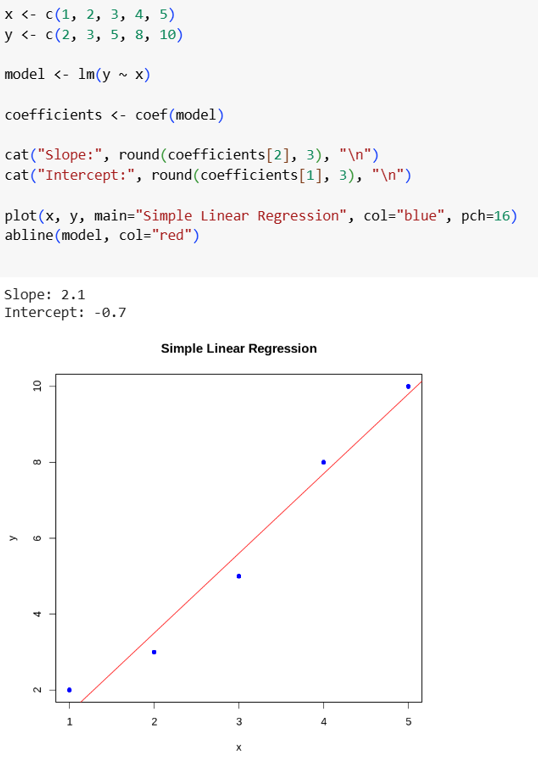 x <- c(1, 2, 3, 4, 5)
y <- c(2, 3, 5, 8, 10)
model <- lm(y ~ x)
coefficients <- coef(model)
cat("Slope:", round(coefficients[2], 3), "\n")
cat("Intercept:", round(coefficients[1], 3), "\n")
plot(x, y, main="Simple Linear Regression", col="blue", pch=16)
abline(model, col="red")
Slope: 2.1
Intercept: -0.7
Simple Linear Regression
10
8
6
4
2
y
1 2 3 4 5
x